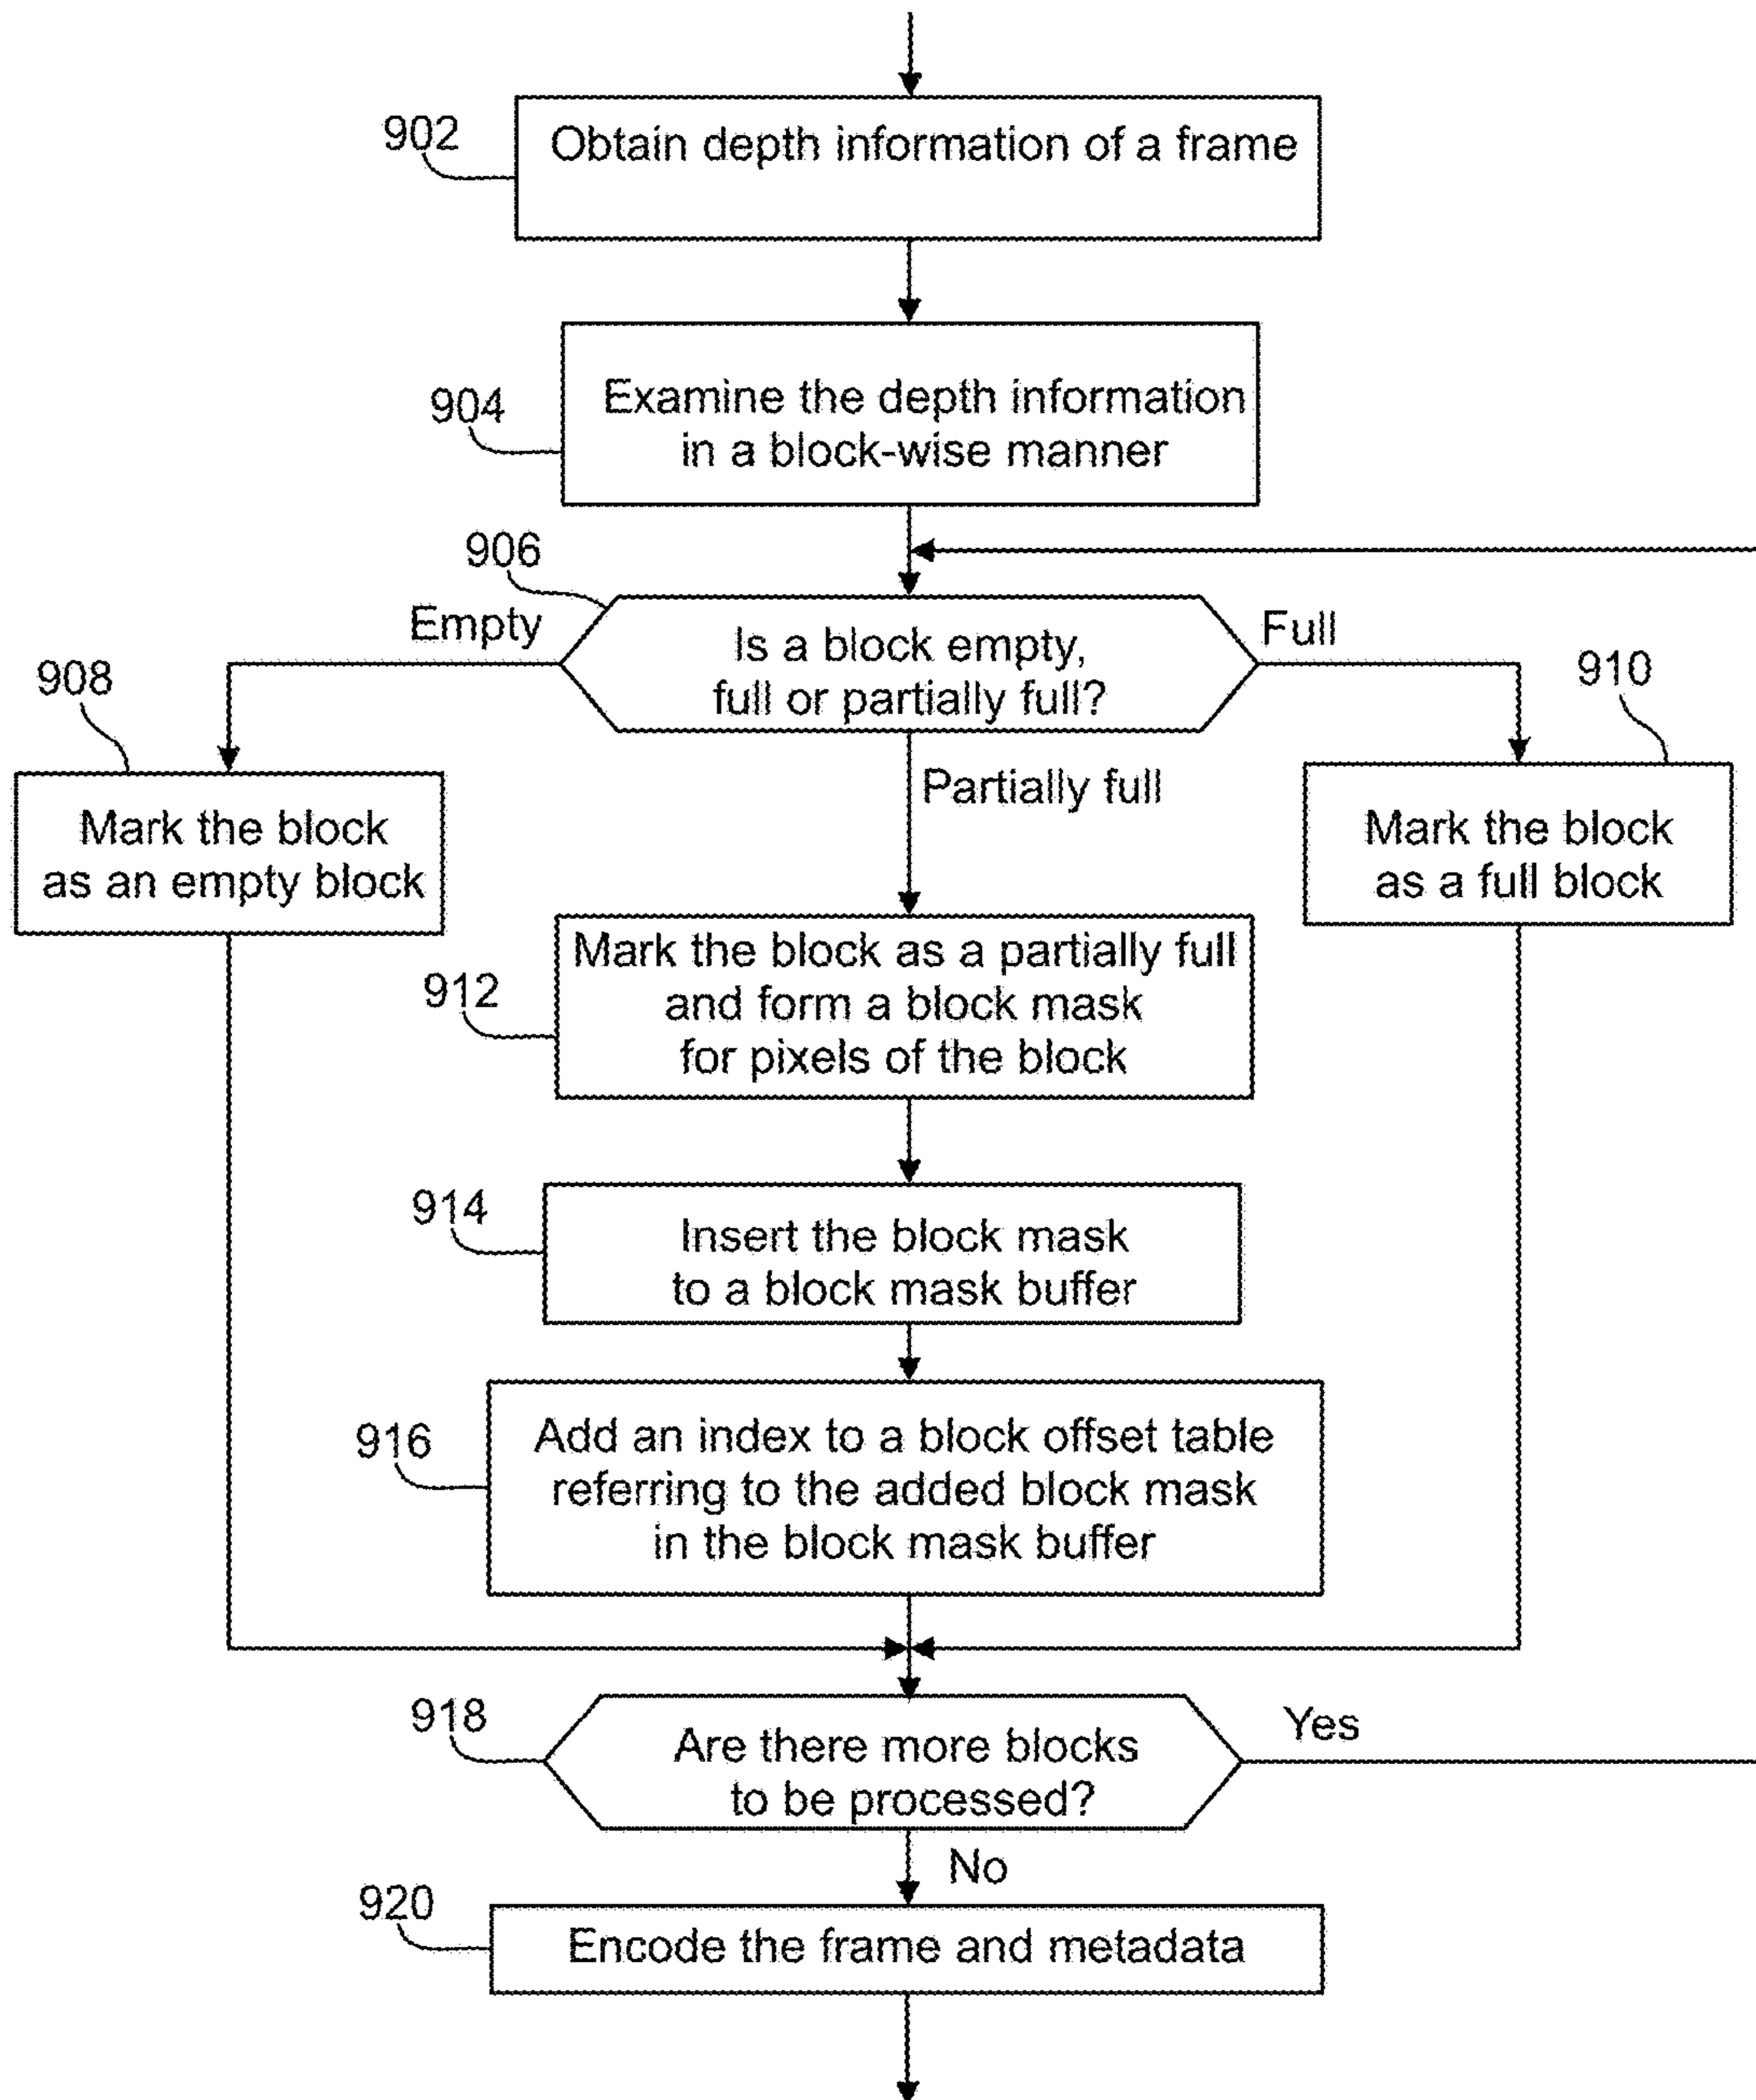 902
Obtain depth information of a frame
904
Examine the depth information
in a block-wise manner
906
Empty
Is a block empty,
full or partially full?
Full
908
910
Mark the block
as an empty block
Partially full
Mark the block
as a full block
912
Mark the block as a partially full
and form a block mask
for pixels of the block
914
Insert the block mask
to a block mask buffer
916
Add an index to a block offset table
referring to the added block mask
in the block mask buffer
918
Are there more blocks
to be processed?
Yes
No
920
Encode the frame and metadata